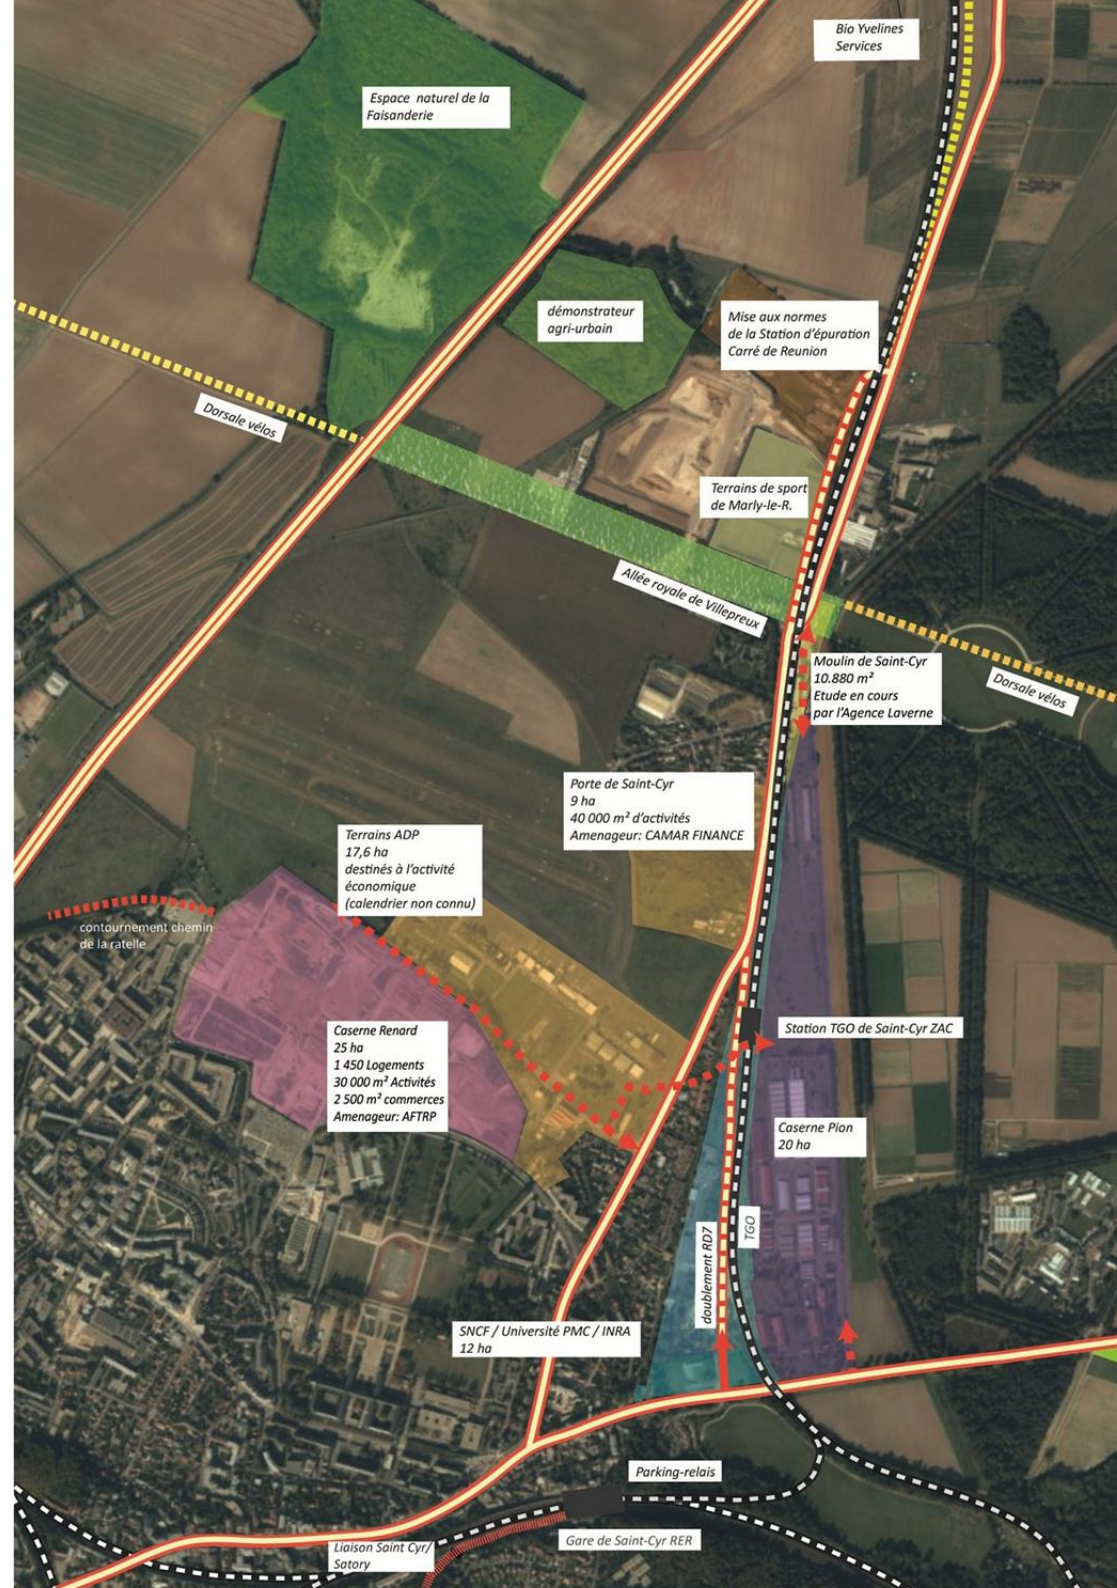 Bio Yvelines
Services
Espace naturel de la
Faisanderie
démonstrateur
agri-urbain
Mise aux normes
de la Station d'épuration
Carré de Reunion
Dorsale vélos
Terrains de sport
de Marly-le-R.
Allée royale de Villepreux
Moulin de Saint-Cyr
10.880 m²
Etude en cours
par l'Agence Laverne
Dorsale vélos
Porte de Saint-Cyr
9 ha
40 000 m² d'activités
Amenageur: CAMAR FINANCE
Terrains ADP
17,6 ha
destinés à l'activité
économique
(calendrier non connu)
contournement chemin
de la ratelle
Caserne Renard
25 ha
1 450 Logements
30 000 m² Activités
2 500 m² commerces
Amenageur: AFTRP
Station TGO de Saint-Cyr ZAC
Caserne Pion
20 ha
doublement RD7
TGO
SNCF / Université PMC / INRA
12 ha
Parking-relais
Gare de Saint-Cyr RER
Liaison Saint Cyr/
Satory